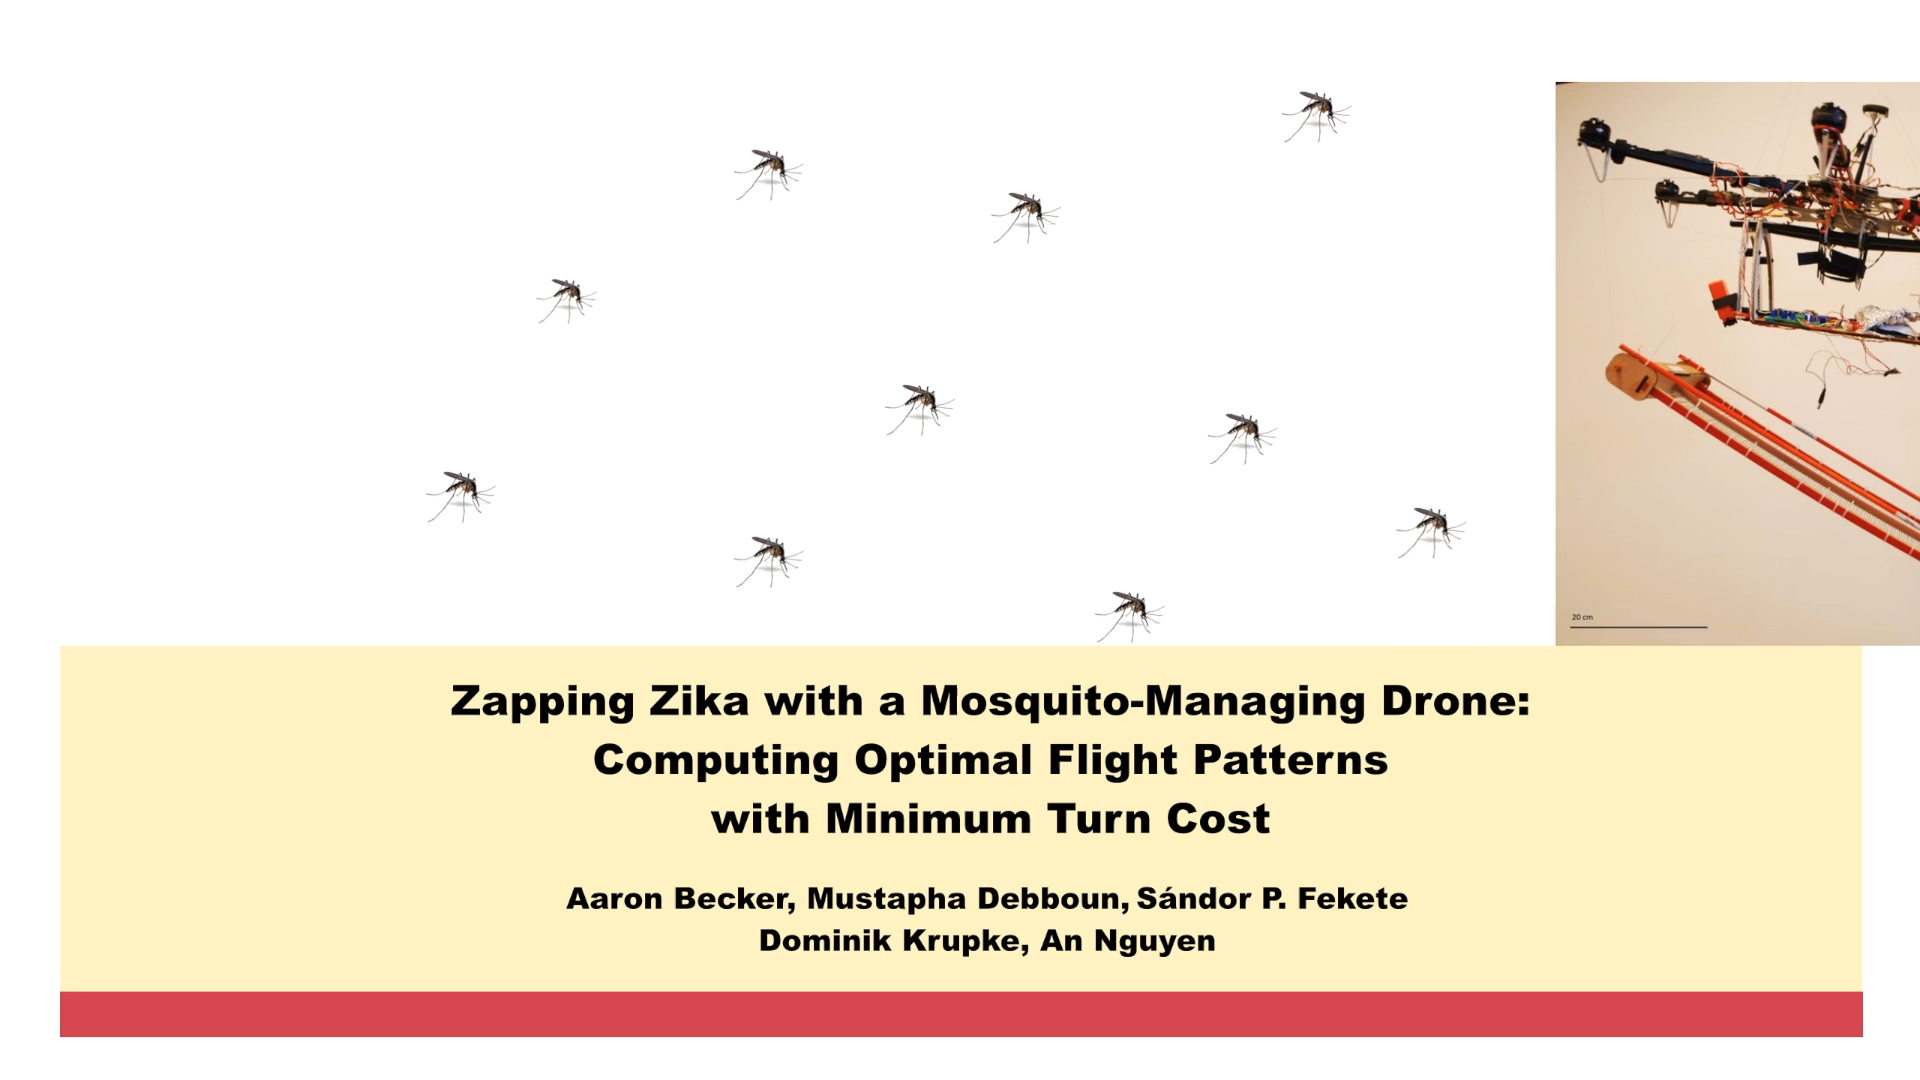 20 cm
Zapping Zika with a Mosquito-Managing Drone:
Computing Optimal Flight Patterns
with Minimum Turn Cost
Aaron Becker, Mustapha Debboun, Sándor P. Fekete
Dominik Krupke, An Nguyen